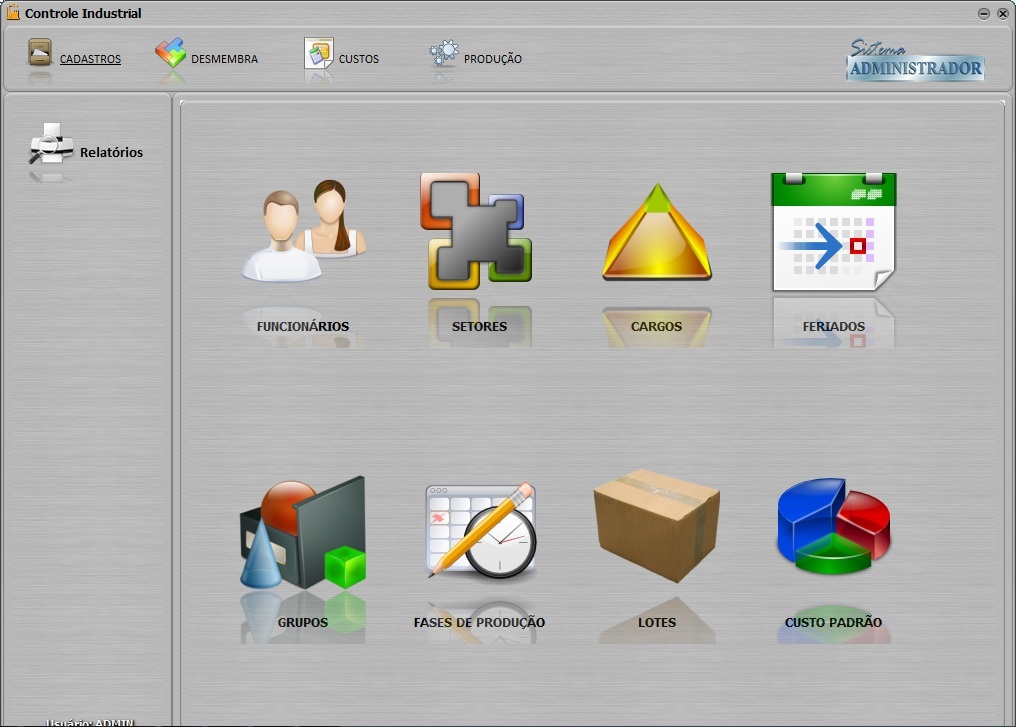 Controle Industrial
CADASTROS
DESMEMBRA
CUSTOS
PRODUÇÃO
Sistema
ADMINISTRADOR
Relatórios
FUNCIONÁRIOS
SETORES
CARGOS
FERIADOS
GRUPOS
FASES DE PRODUÇÃO
LOTES
CUSTO PADRÃO
Usuário: ADMIN